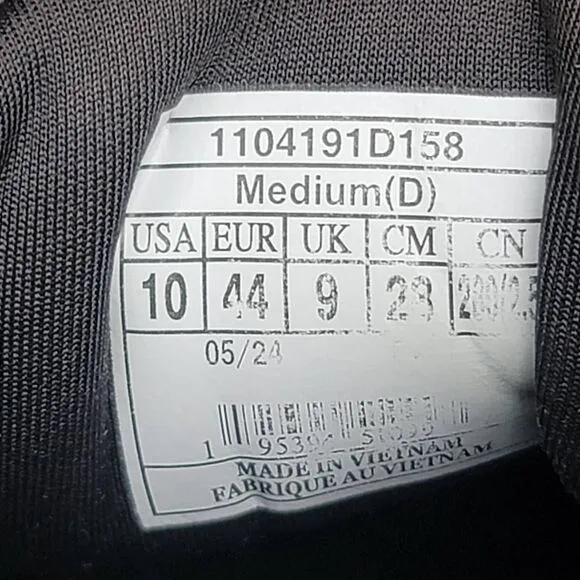 1104191D158
Medium(D)
USA EUR UK CM CN
10 44 9 28
05/24
MADE IN VIETNAM
FABRIQUE AU VIETNAM